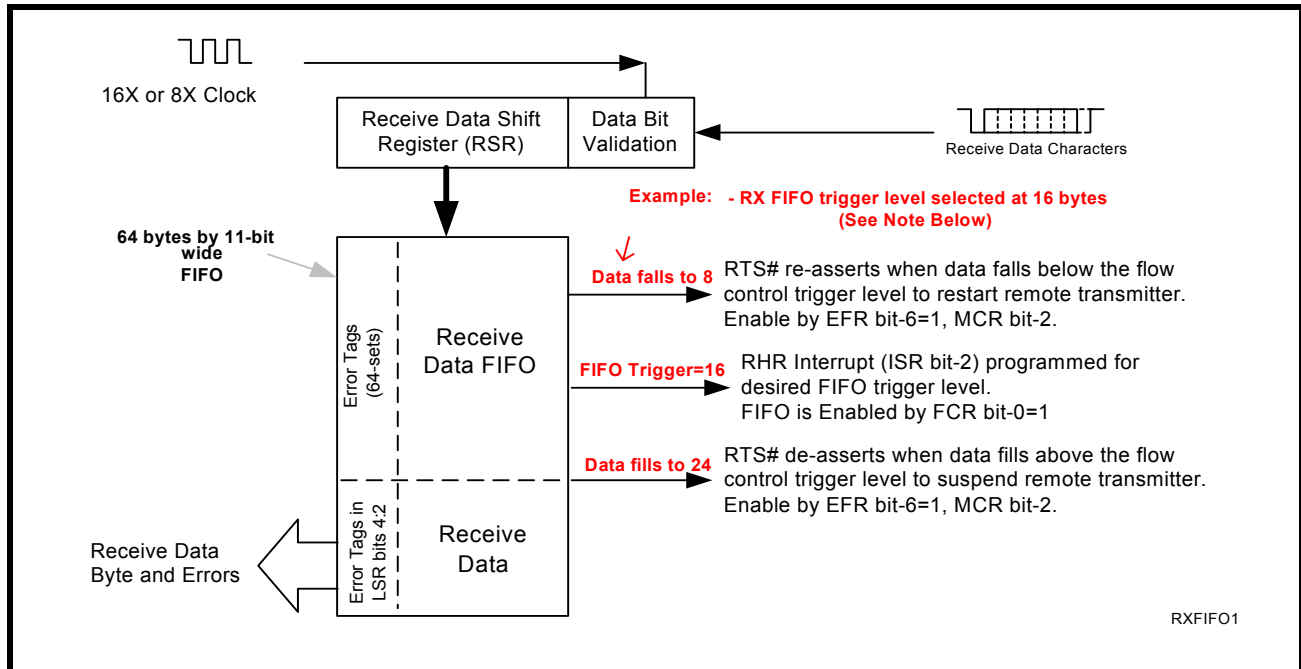 16X or 8X Clock
Receive Data Shift
Register (RSR)
Data Bit
Validation
Receive Data Characters
Example: - RX FIFO trigger level selected at 16 bytes
(See Note Below)
64 bytes by 11-bit
wide
FIFO
Error Tags
(64-sets)
Receive
Data FIFO
Data falls to 8
RTS# re-asserts when data falls below the flow
control trigger level to restart remote transmitter.
Enable by EFR bit-6=1, MCR bit-2.
FIFO Trigger=16
RHR Interrupt (ISR bit-2) programmed for
desired FIFO trigger level.
FIFO is Enabled by FCR bit-0=1
Data fills to 24
RTS# de-asserts when data fills above the flow
control trigger level to suspend remote transmitter.
Enable by EFR bit-6=1, MCR bit-2.
Error Tags in
LSR bits 4:2
Receive
Data
Receive Data
Byte and Errors
RXFIFO1